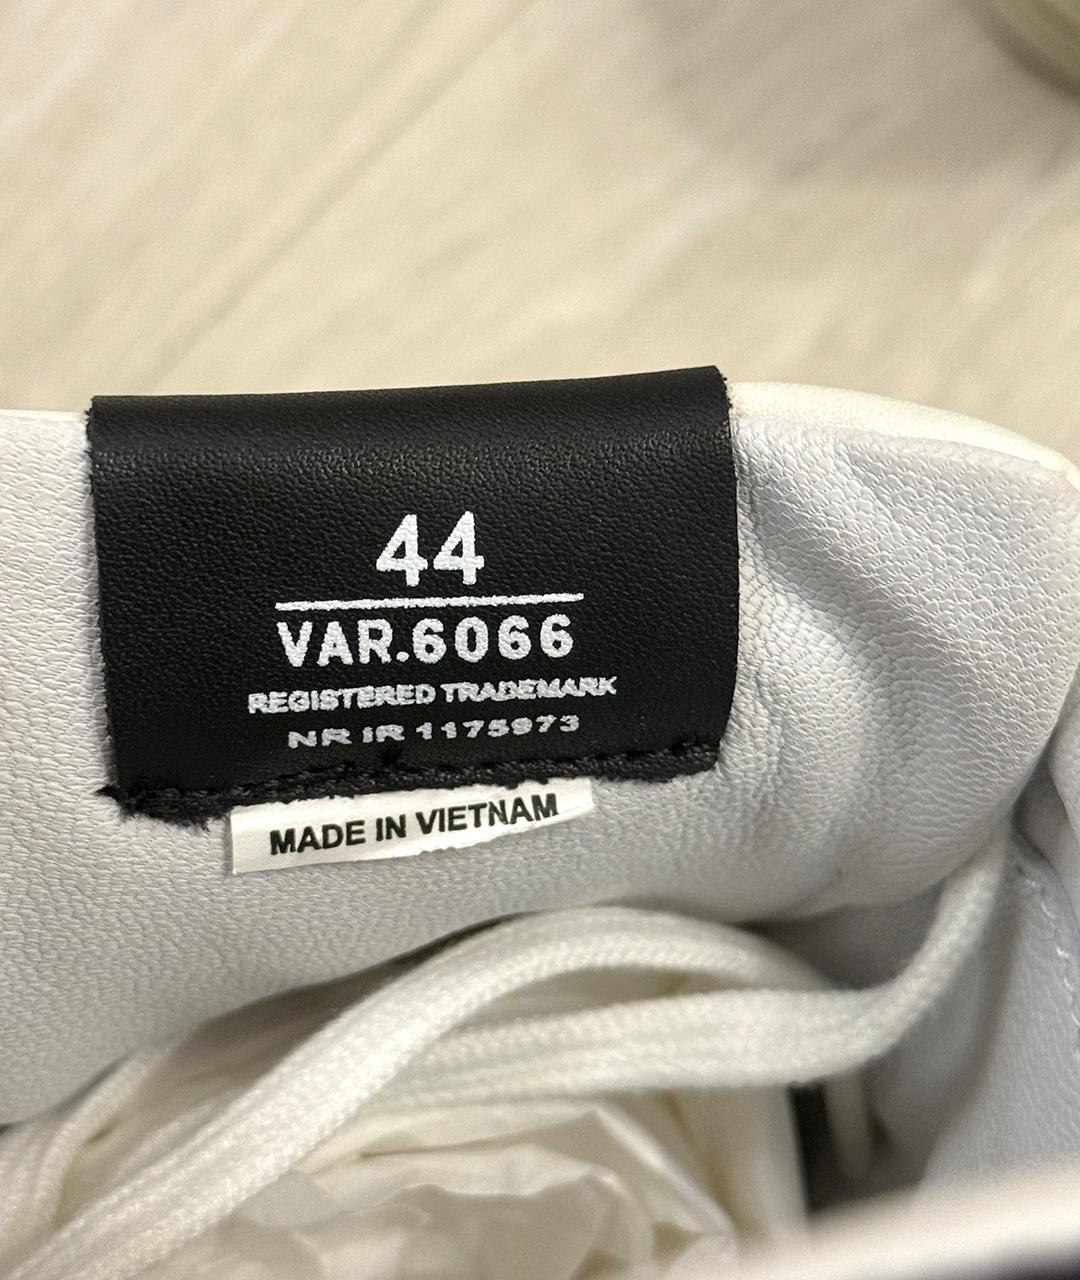 44
VAR.6066
REGISTERED TRADEMARK
NR IR 1175973
MADE IN VIETNAM